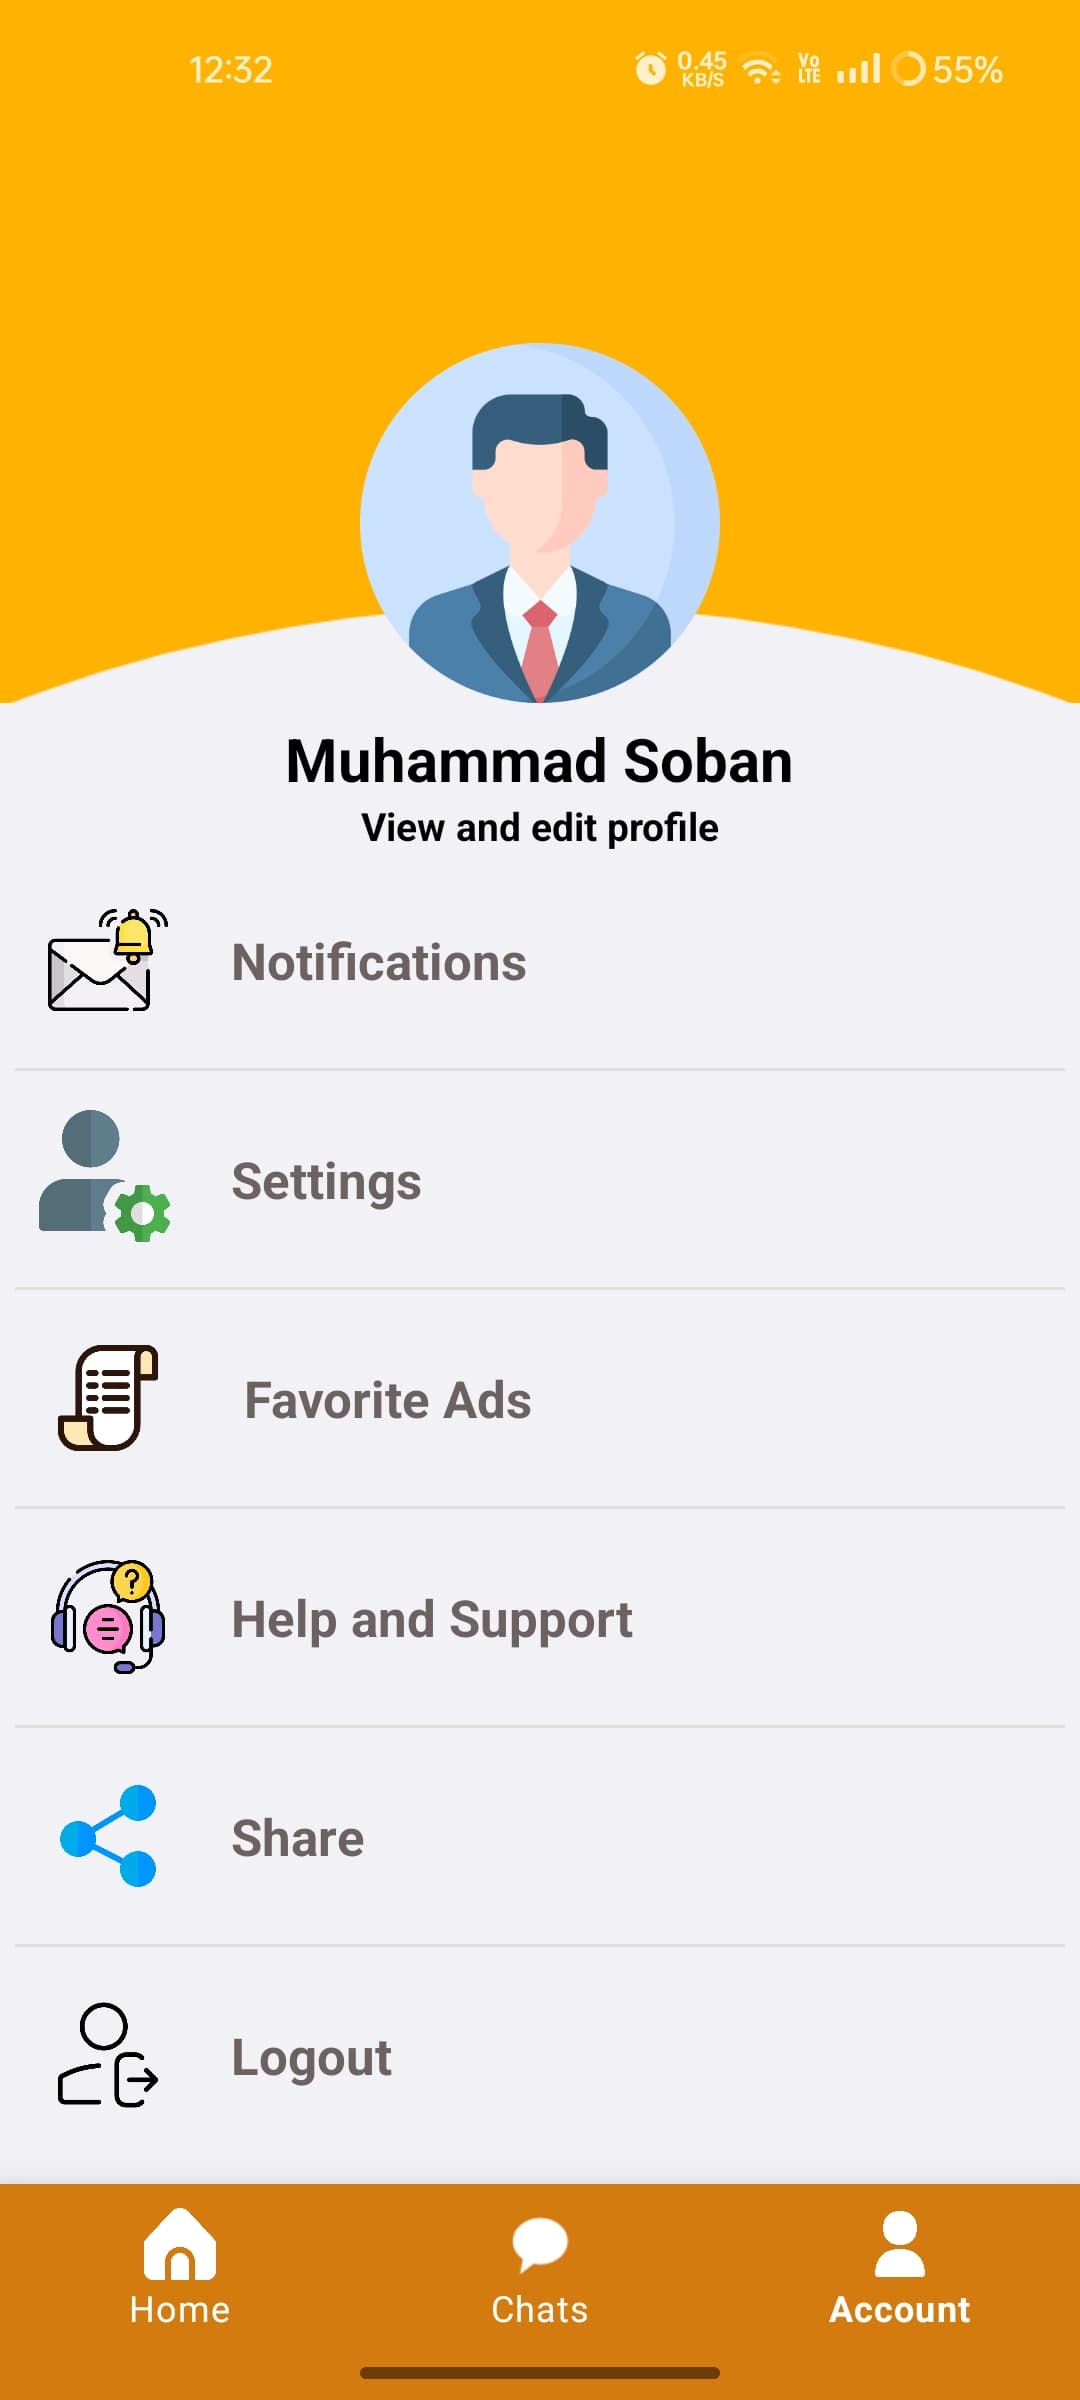 12:32
0.45
KB/S
Vo
LTE
55%
Muhammad Soban
View and edit profile
Notifications
Settings
Favorite Ads
?
Help and Support
Share
Logout
Home
Chats
Account